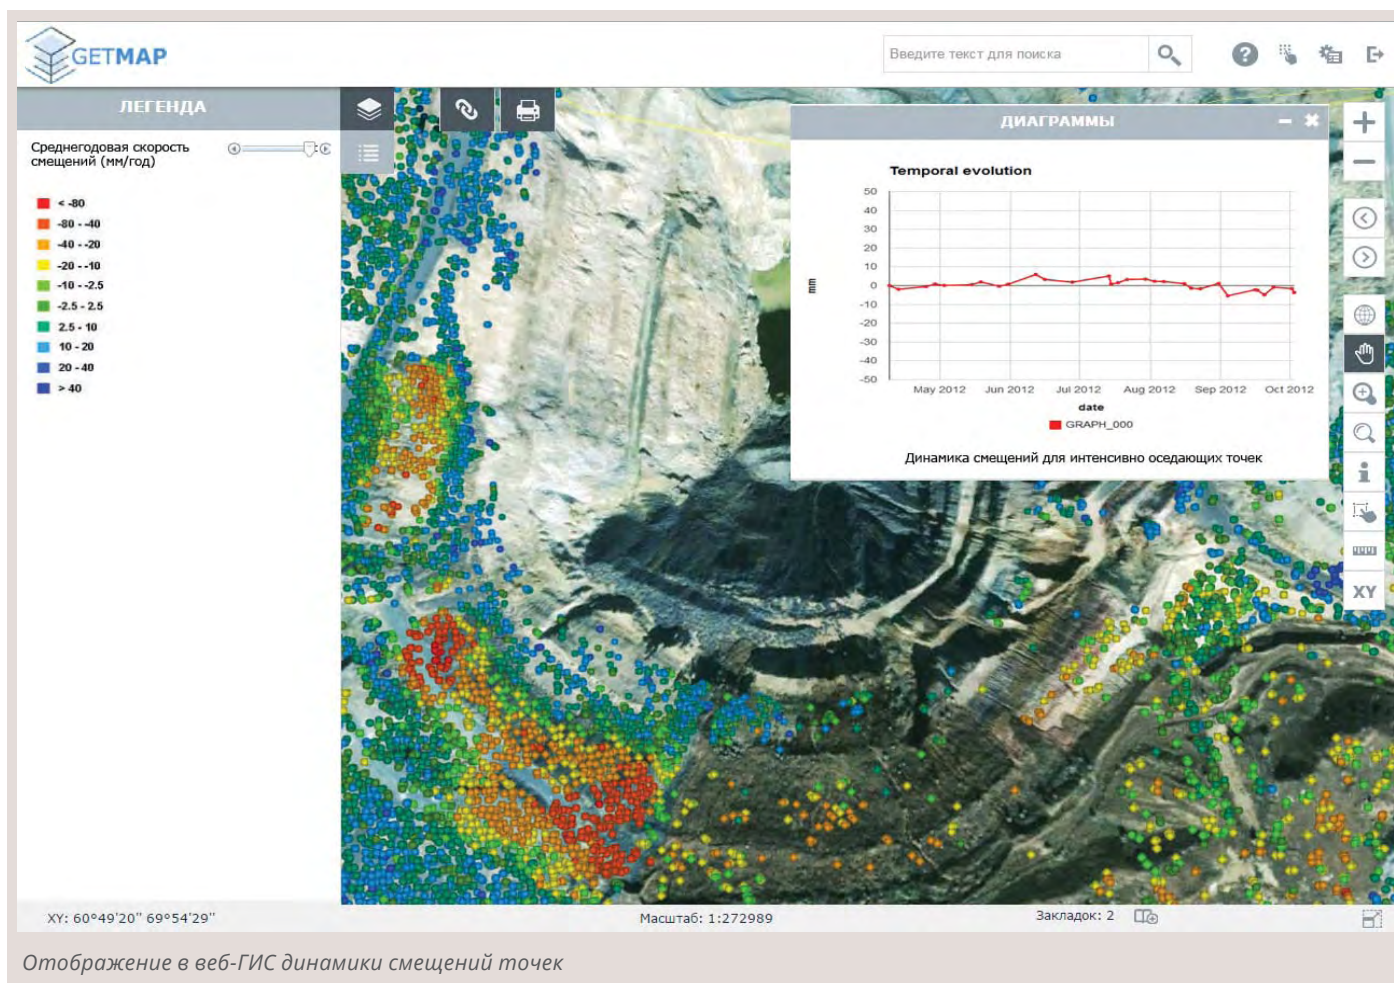 GETMAP
Введите текст для поиска
ЛЕГЕНДА
Среднегодовая скорость
смещений (мм/год)
< -80
-80 - -40
-40 - -20
-20 - -10
-10 - -2.5
-2.5 - 2.5
2.5 - 10
10 - 20
20 - 40
> 40
ДИАГРАММЫ
Temporal evolution
50
40
30
20
10
0
-10
-20
-30
-40
-50
mm
May 2012 Jun 2012 Jul 2012 Aug 2012 Sep 2012 Oct 2012
date
GRAPH_000
Динамика смещений для интенсивно оседающих точек
XY
XY: 60°49'20" 69°54'29"
Масштаб: 1:272989
Закладок: 2
Отображение в веб-ГИС динамики смещений точек